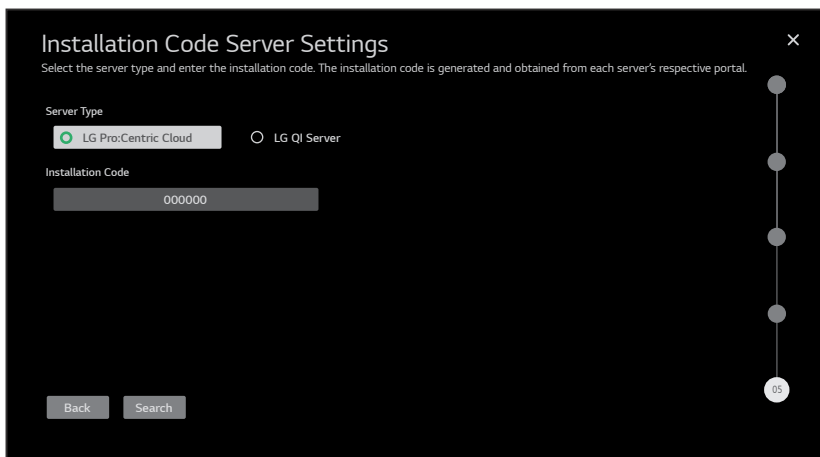 Installation Code Server Settings
Select the server type and enter the installation code. The installation code is generated and obtained from each server's respective portal.
Server Type
LG Pro:Centric Cloud
LG QI Server
Installation Code
000000
05
Back
Search